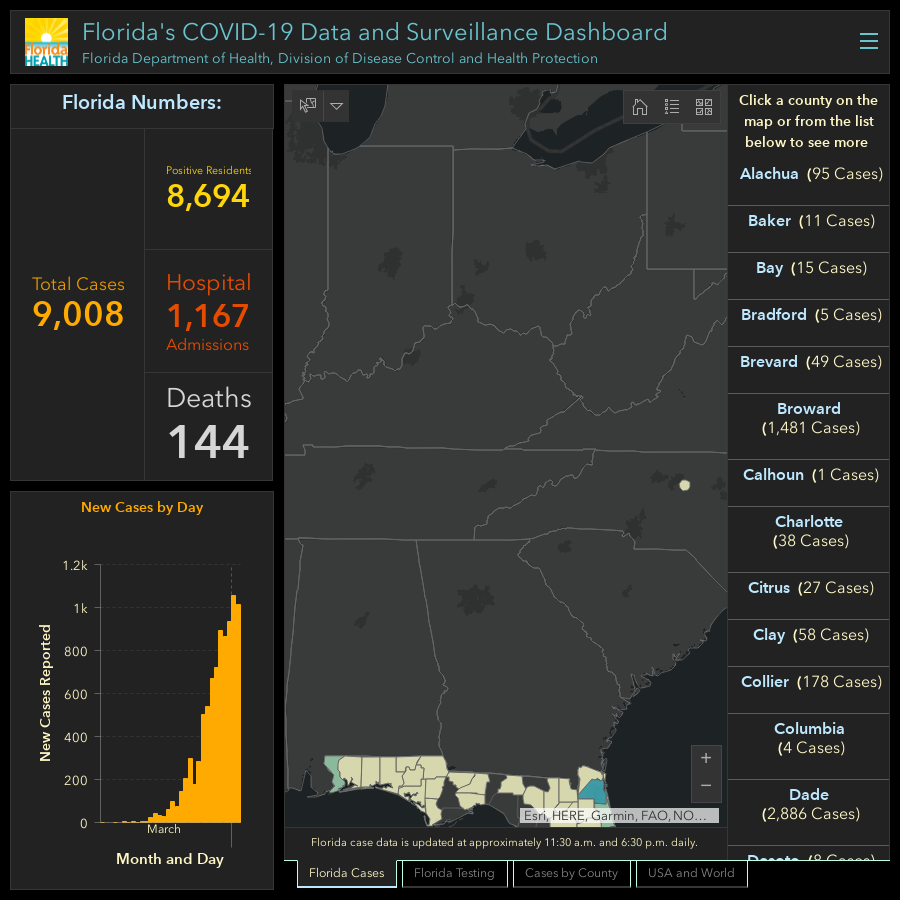 Florida
HEALTH
Florida's COVID-19 Data and Surveillance Dashboard
Florida Department of Health, Division of Disease Control and Health Protection
Florida Numbers:
Total Cases
9,008
Positive Residents
8,694
Hospital
1,167
Admissions
Deaths
144
New Cases by Day
New Cases Reported
1.2k
1k
800
600
400
200
0
March
Month and Day
+
−
Esri, HERE, Garmin, FAO, NO…
Florida case data is updated at approximately 11:30 a.m. and 6:30 p.m. daily.
Florida Cases
Florida Testing
Cases by County
USA and World
Click a county on the
map or from the list
below to see more
Alachua (95 Cases)
Baker (11 Cases)
Bay (15 Cases)
Bradford (5 Cases)
Brevard (49 Cases)
Broward
(1,481 Cases)
Calhoun (1 Cases)
Charlotte
(38 Cases)
Citrus (27 Cases)
Clay (58 Cases)
Collier (178 Cases)
Columbia
(4 Cases)
Dade
(2,886 Cases)
Desoto (8 Cases)